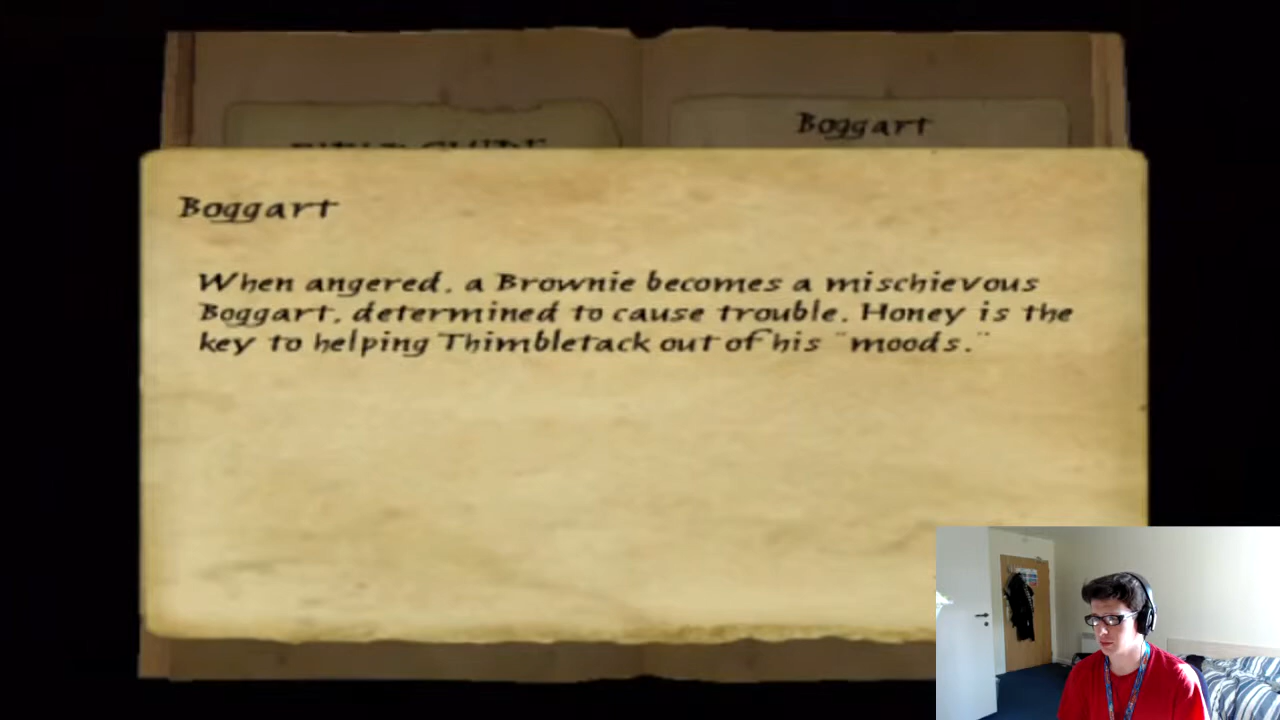 Boggart
Boggart
When angered, a Brownie becomes a mischievous
Boggart, determined to cause trouble. Honey is the
key to helping Thimbletack out of his "moods."